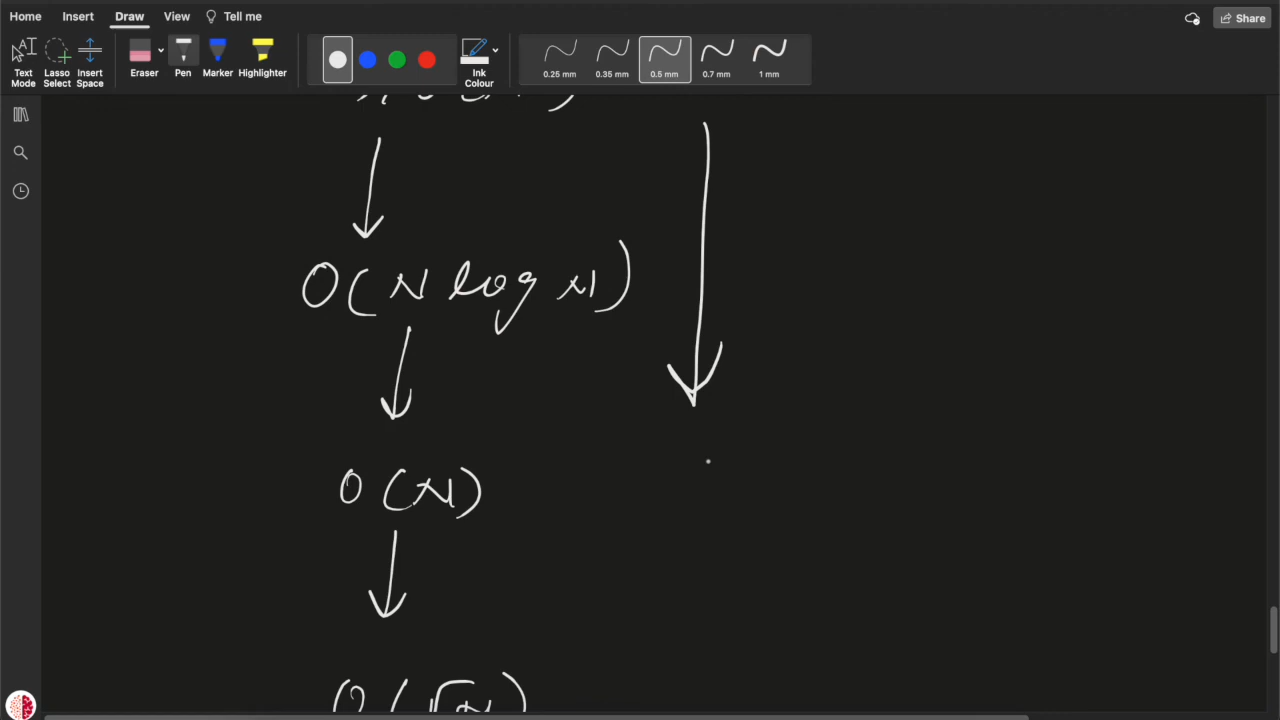 Home Insert Draw View Tell me Share
Text Mode Lasso Select Insert Space Eraser Pen Marker Highlighter Ink Colour 0.25 mm 0.35 mm 0.5 mm 0.7 mm 1 mm
O(N log N)
O(N)
O(√N)